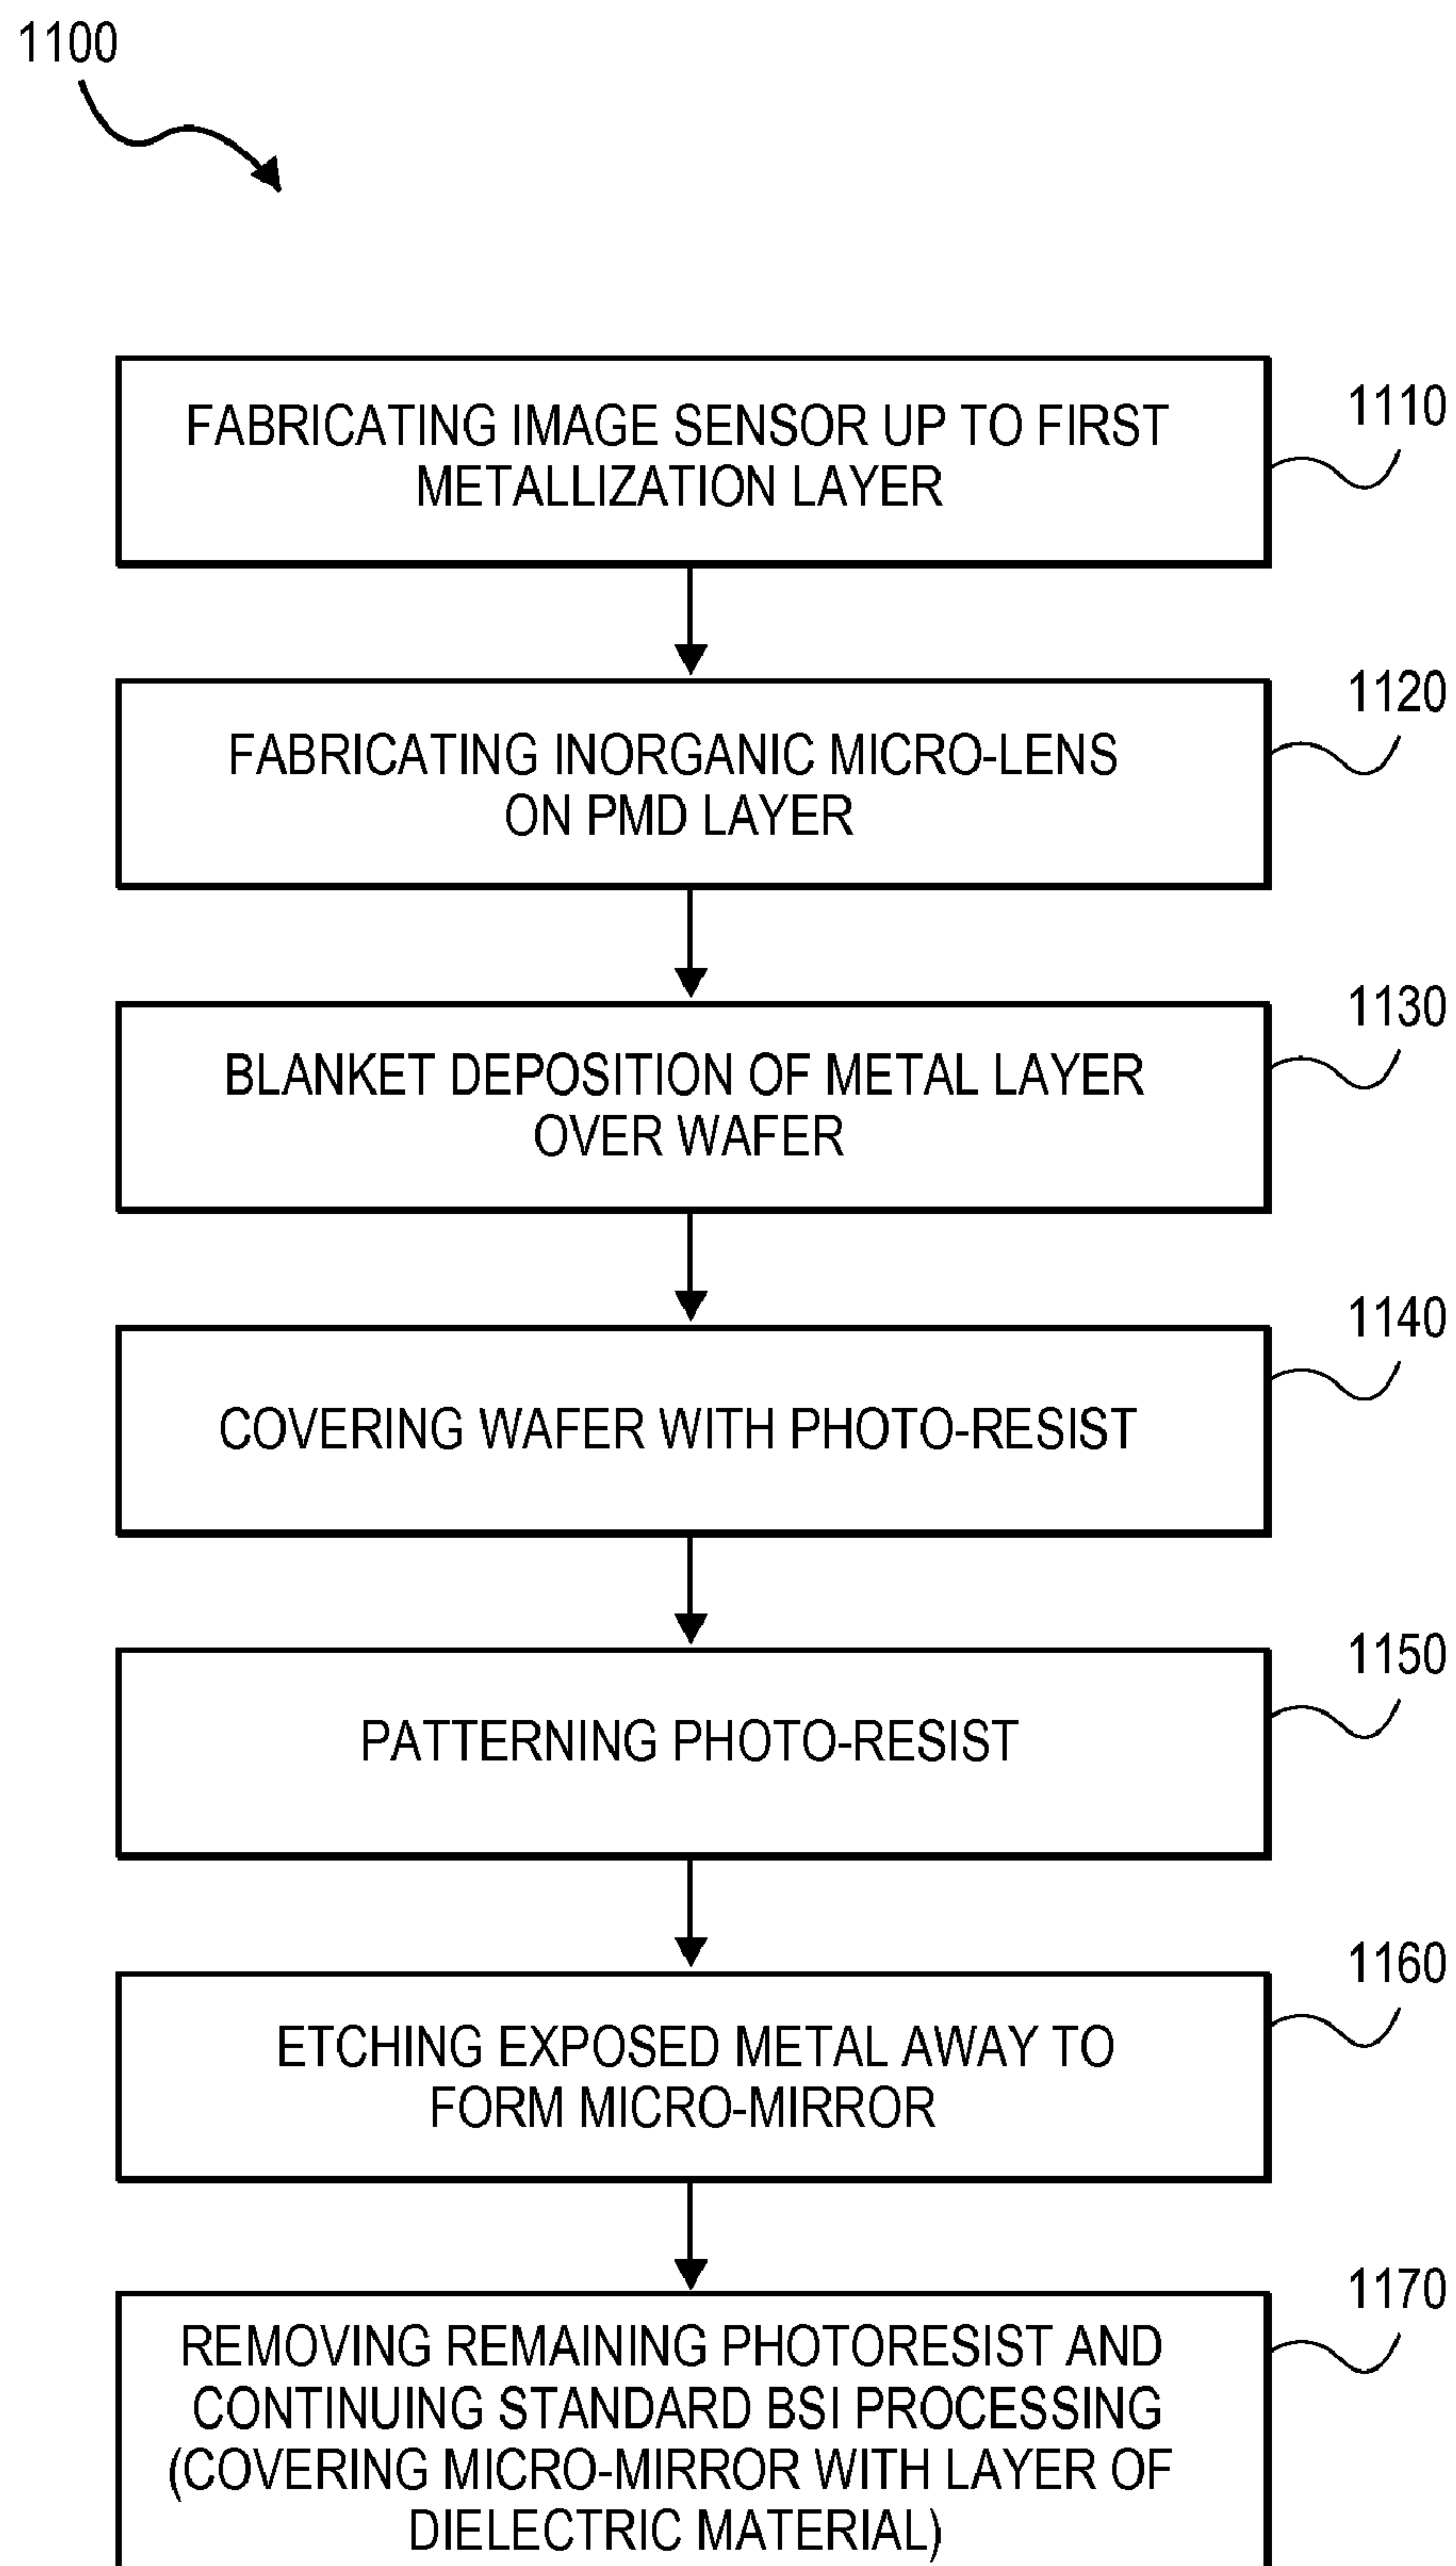 1100
FABRICATING IMAGE SENSOR UP TO FIRST
METALLIZATION LAYER
1110
FABRICATING INORGANIC MICRO-LENS
ON PMD LAYER
1120
BLANKET DEPOSITION OF METAL LAYER
OVER WAFER
1130
COVERING WAFER WITH PHOTO-RESIST
1140
PATTERNING PHOTO-RESIST
1150
ETCHING EXPOSED METAL AWAY TO
FORM MICRO-MIRROR
1160
REMOVING REMAINING PHOTORESIST AND
CONTINUING STANDARD BSI PROCESSING
(COVERING MICRO-MIRROR WITH LAYER OF
DIELECTRIC MATERIAL)
1170